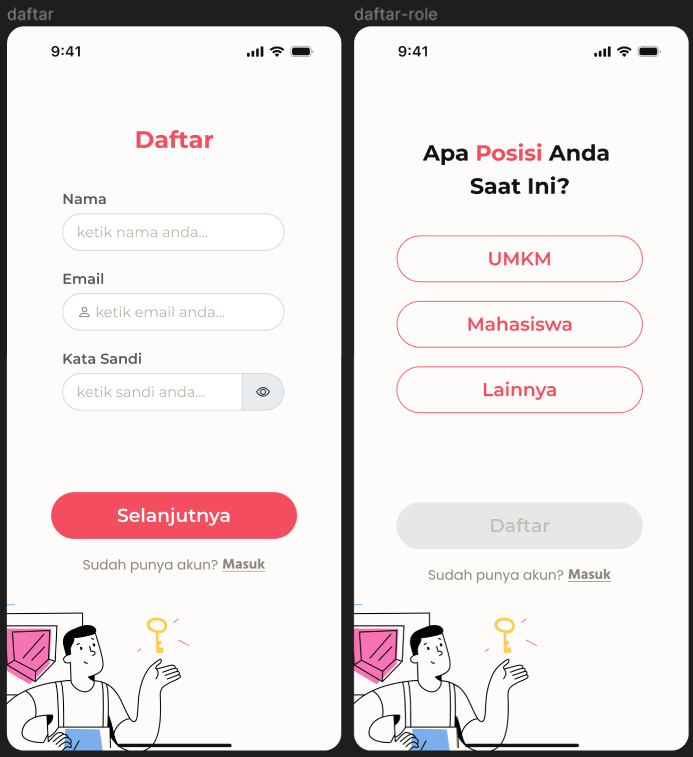 daftar
9:41
Daftar
Nama
ketik nama anda...
Email
ketik email anda...
Kata Sandi
ketik sandi anda...
Selanjutnya
Sudah punya akun? Masuk
daftar-role
9:41
Apa Posisi Anda
Saat Ini?
UMKM
Mahasiswa
Lainnya
Daftar
Sudah punya akun? Masuk